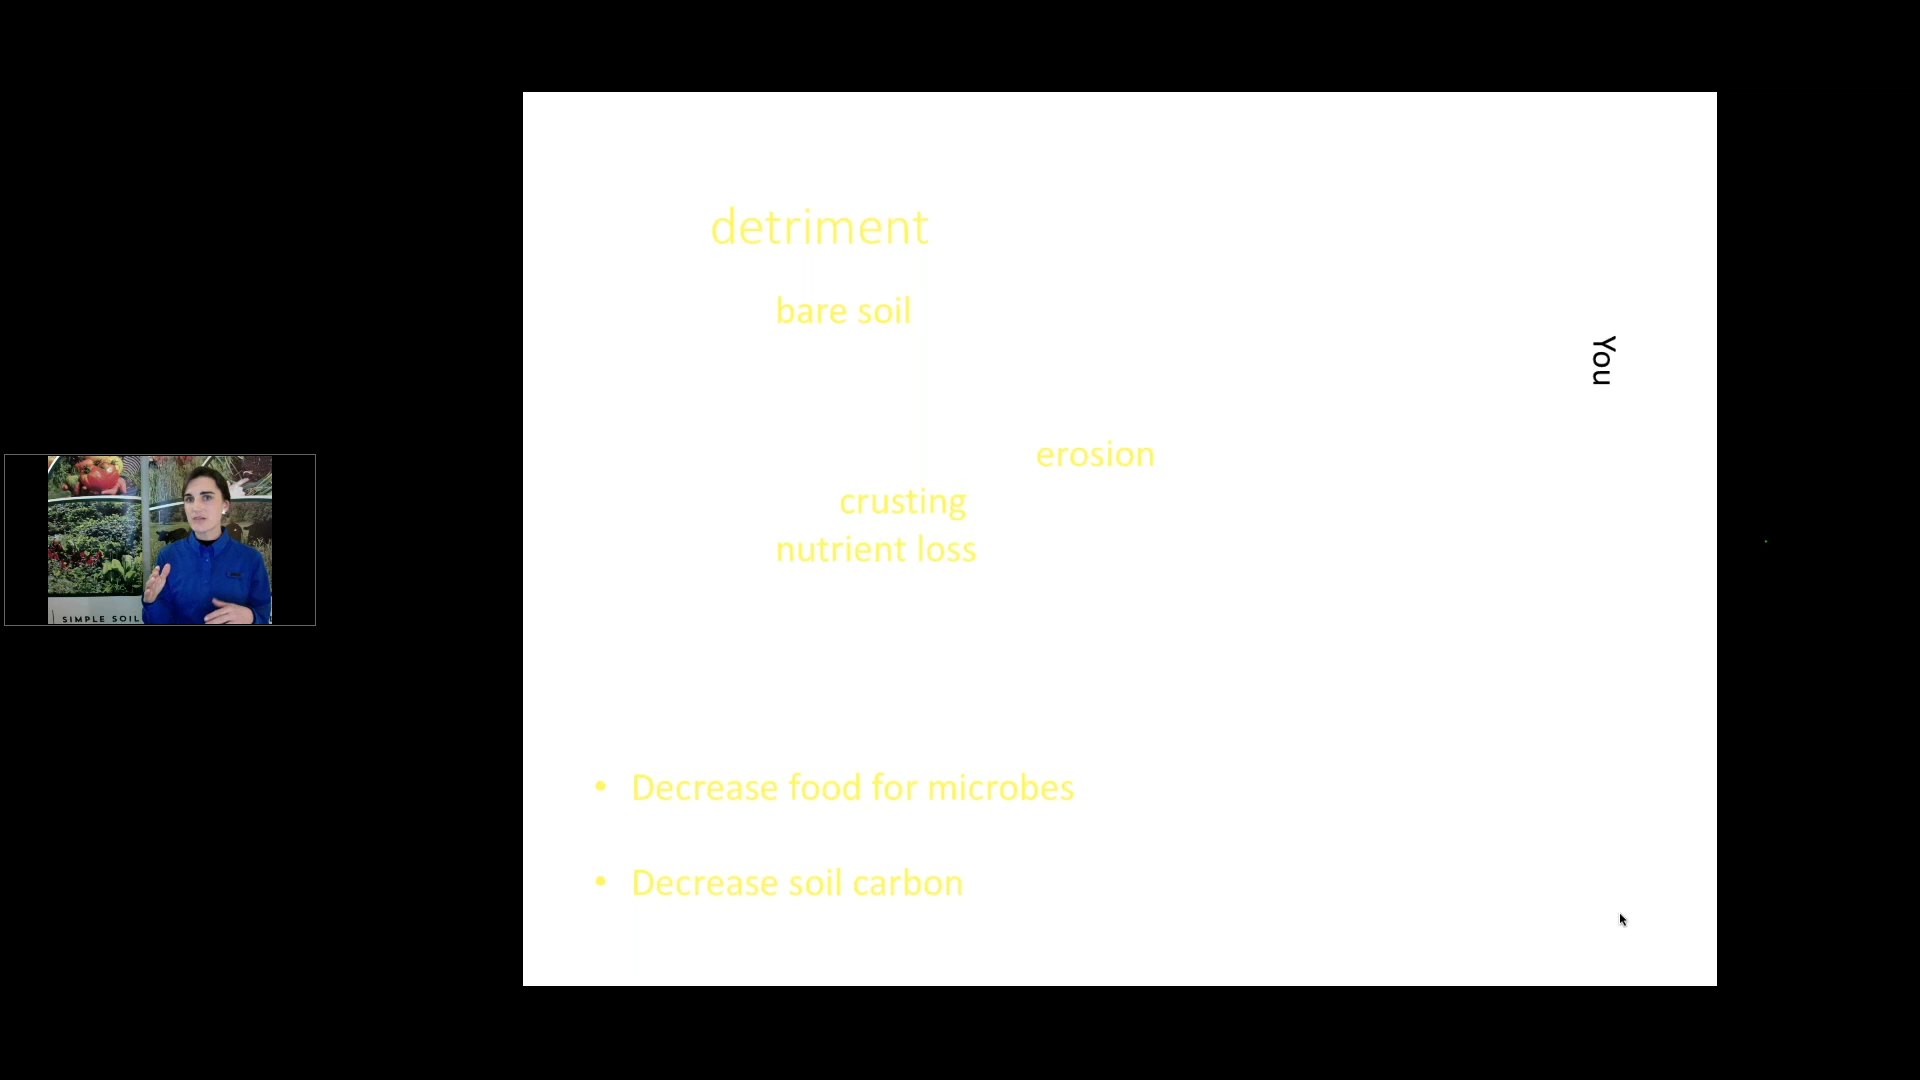 detriment
bare soil
You
erosion
crusting
nutrient loss
SIMPLE SOIL
• Decrease food for microbes
• Decrease soil carbon